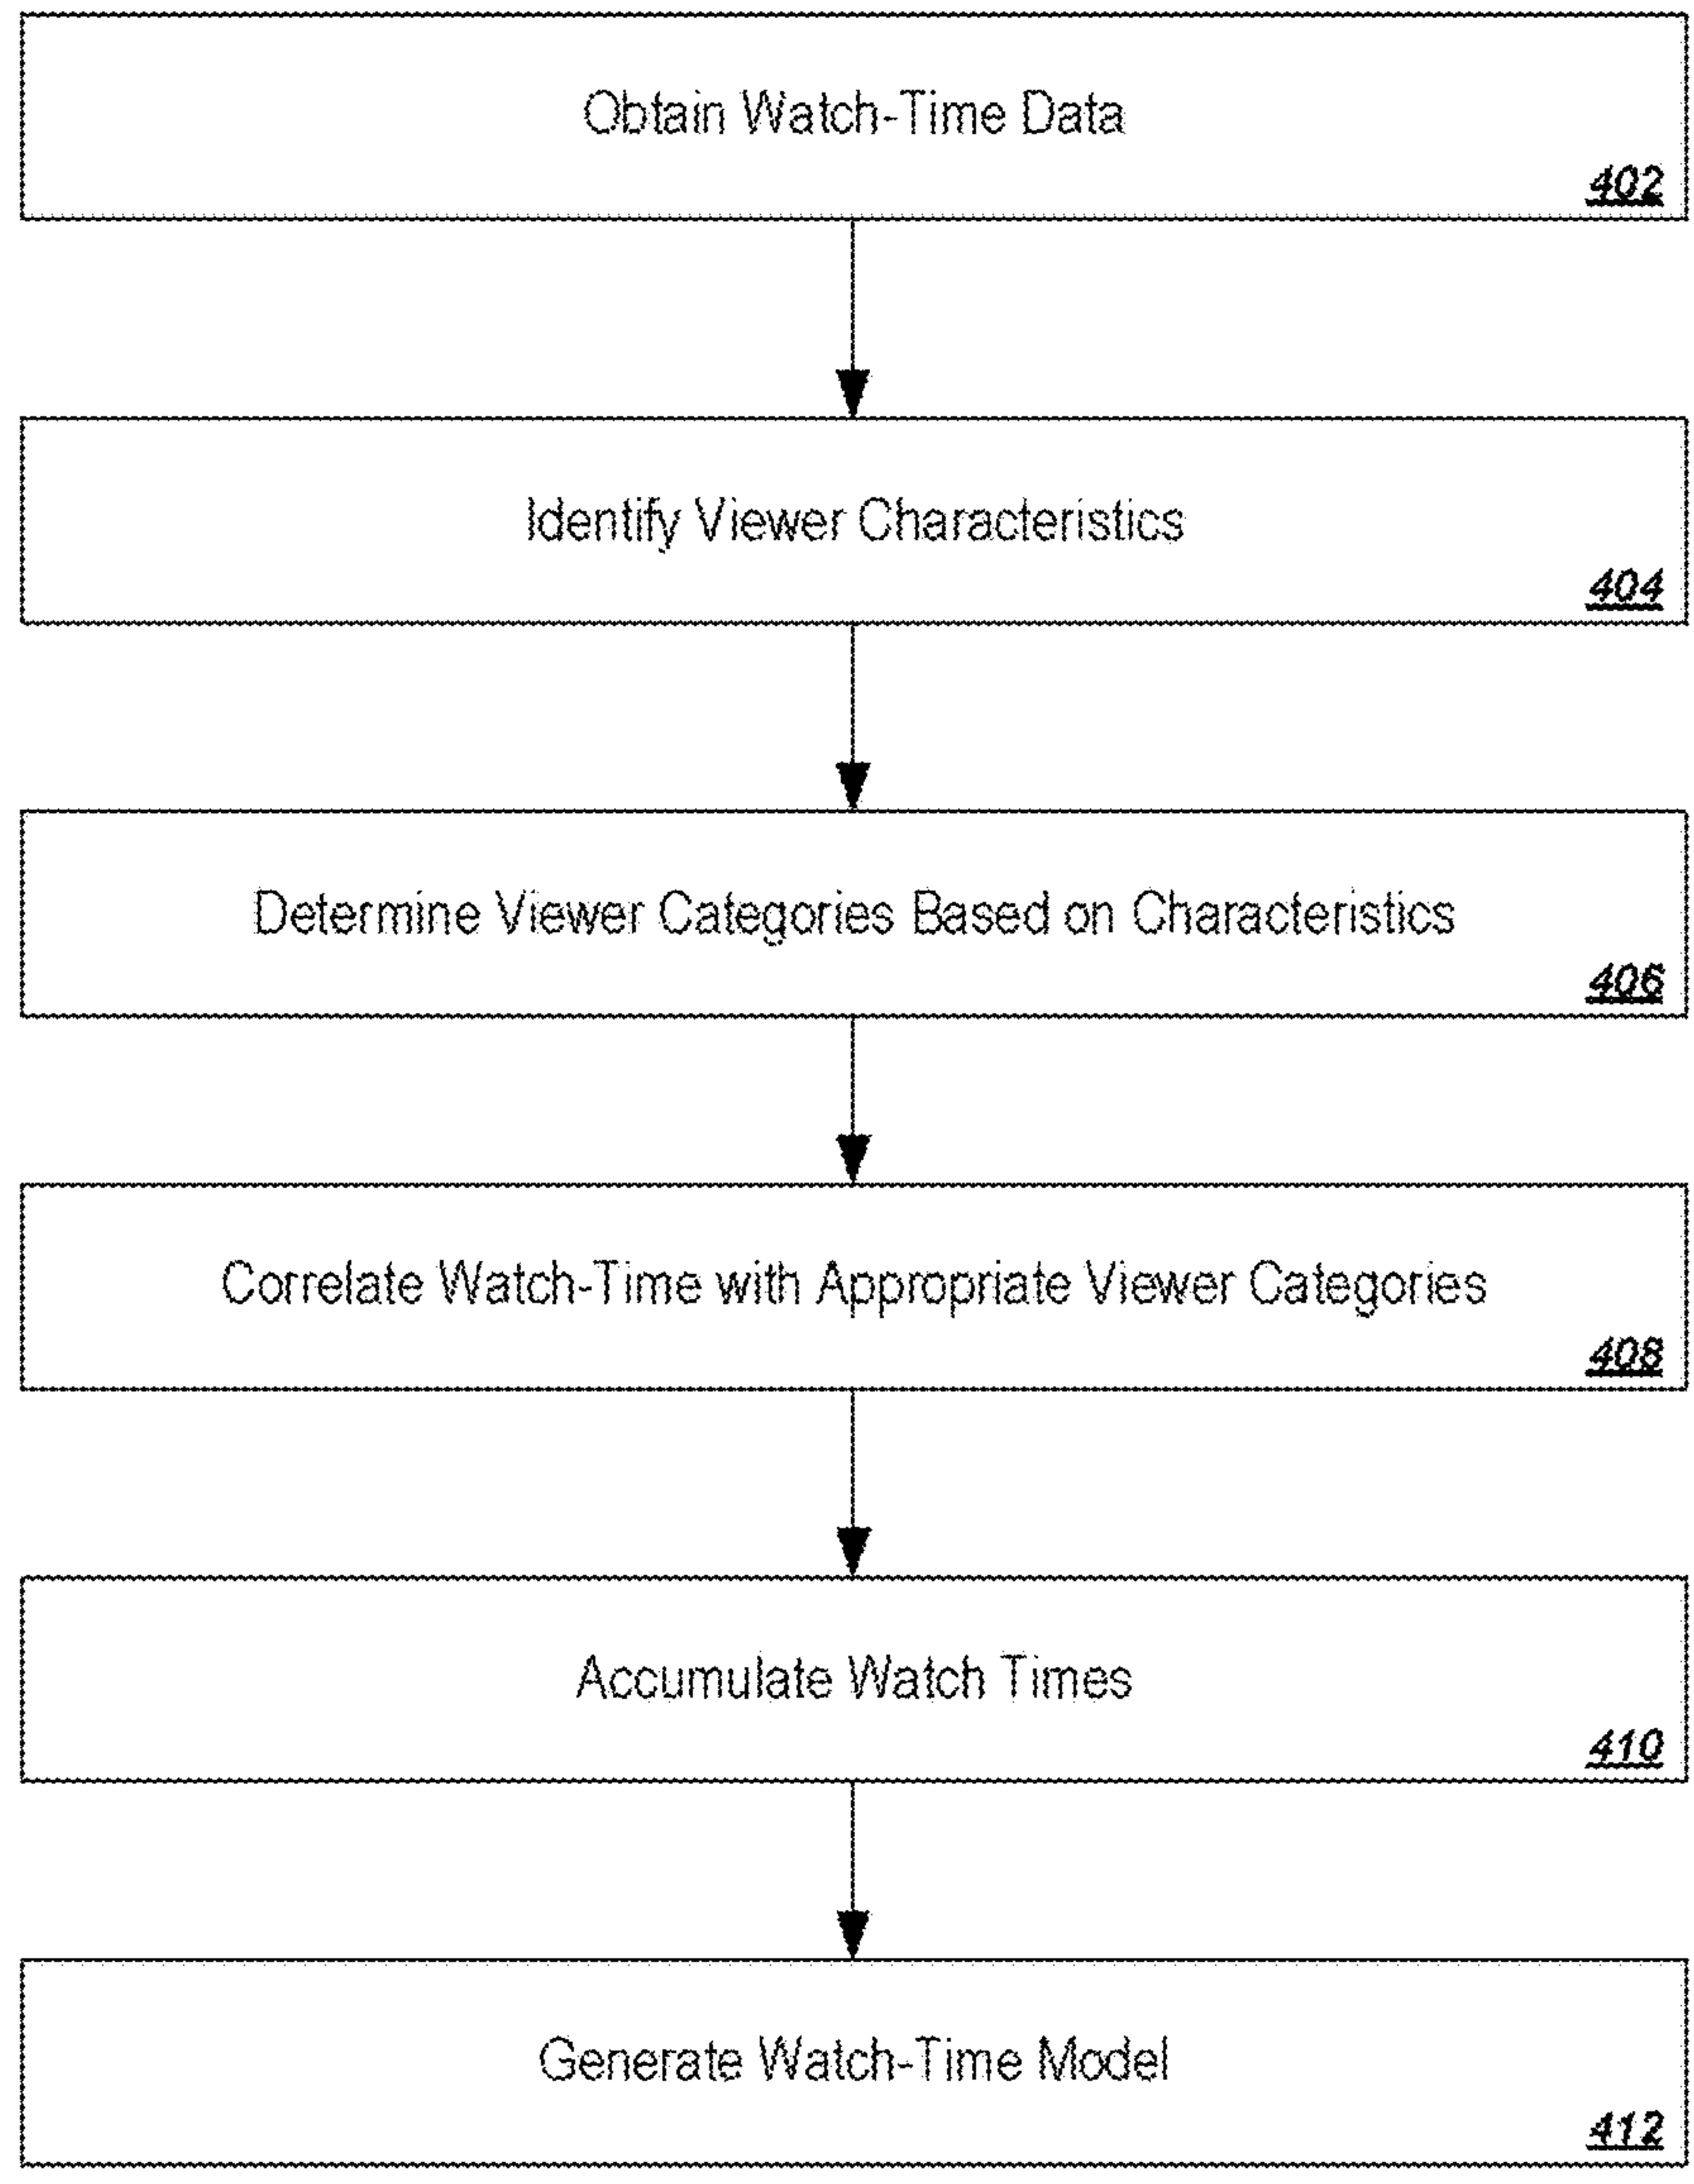 Obtain Watch-Time Data
402
Identify Viewer Characteristics
404
Determine Viewer Categories Based on Characteristics
406
Correlate Watch-Time with Appropriate Viewer Categories
408
Accumulate Watch Times
410
Generate Watch-Time Model
412